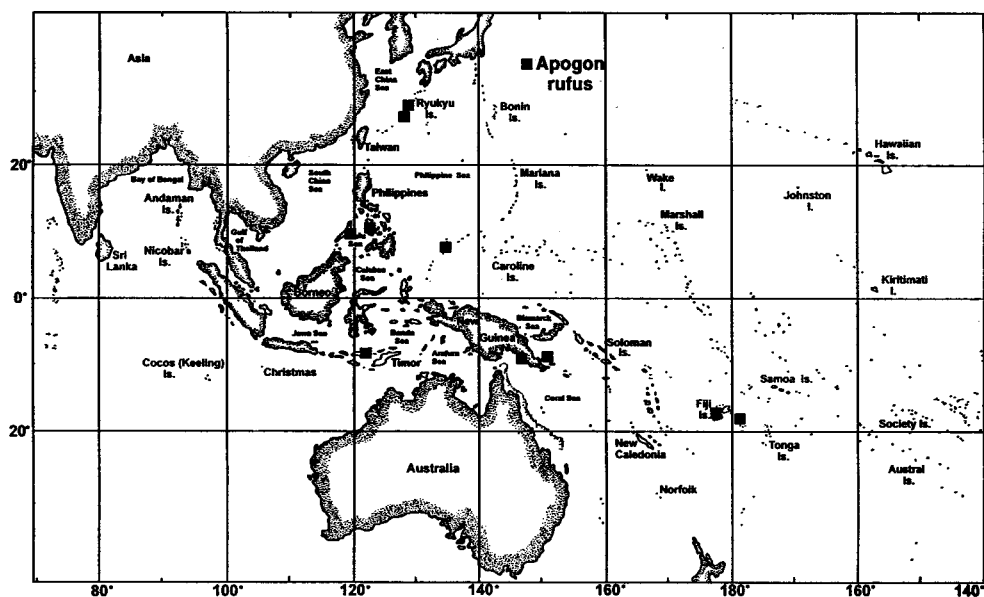 Asia
East
China
Sea
Apogon
rufus
Ryukyu
Is.
Bonin
Is.
Taiwan
20°
Hawaiian
Is.
Bay of Bengal
South
China
Sea
Philippine Sea
Mariana
Is.
Wake
I.
Johnston
I.
Andaman
Is.
Philippines
Marshall
Is.
Gulf
of
Thailand
Sri
Lanka
Nicobar
Is.
Sea
Celebes
Sea
Caroline
Is.
Kiritimati
I.
0°
Borneo
Java Sea
Banda
Sea
New
Guinea
Bismarck
Sea
Soloman
Is.
Cocos (Keeling)
Is.
Christmas
Timor
Arafura
Sea
Samoa Is.
Coral Sea
Fiji
Is.
Society Is.
20°
New
Caledonia
Tonga
Is.
Australia
Austral
Is.
Norfolk
80°
100°
120°
140°
160°
180°
160°
140°